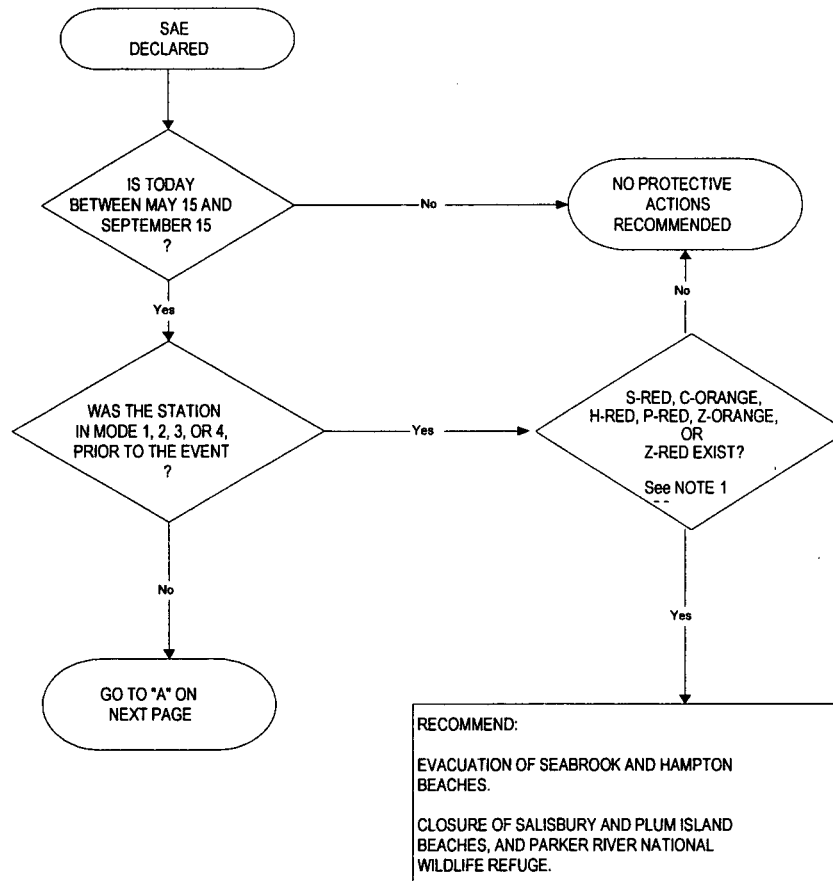 SAE
DECLARED
IS TODAY
BETWEEN MAY 15 AND
SEPTEMBER 15
?
No
NO PROTECTIVE
ACTIONS
RECOMMENDED
Yes
No
WAS THE STATION
IN MODE 1, 2, 3, OR 4,
PRIOR TO THE EVENT
?
Yes
S-RED, C-ORANGE,
H-RED, P-RED, Z-ORANGE,
OR
Z-RED EXIST?
See NOTE 1
No
Yes
GO TO "A" ON
NEXT PAGE
RECOMMEND:
EVACUATION OF SEABROOK AND HAMPTON
BEACHES.
CLOSURE OF SALISBURY AND PLUM ISLAND
BEACHES, AND PARKER RIVER NATIONAL
WILDLIFE REFUGE.